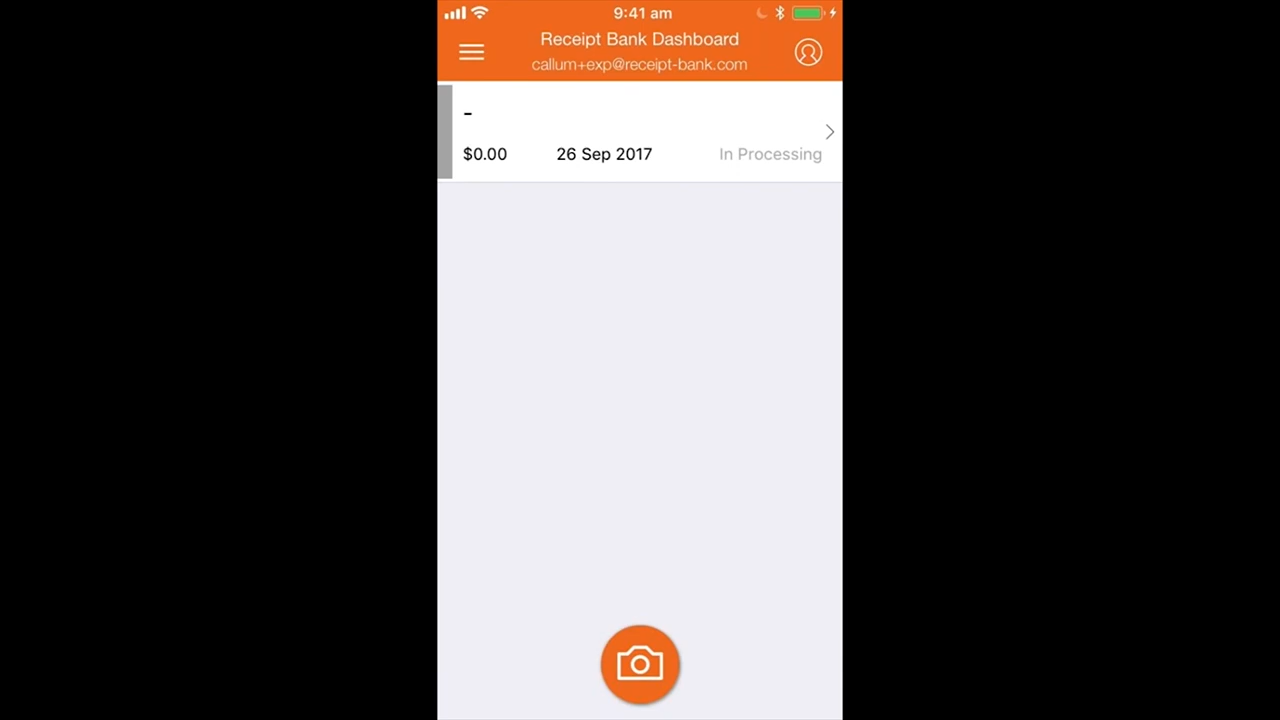 9:41 am
Receipt Bank Dashboard
callum+exp@receipt-bank.com
-
$0.00 26 Sep 2017 In Processing